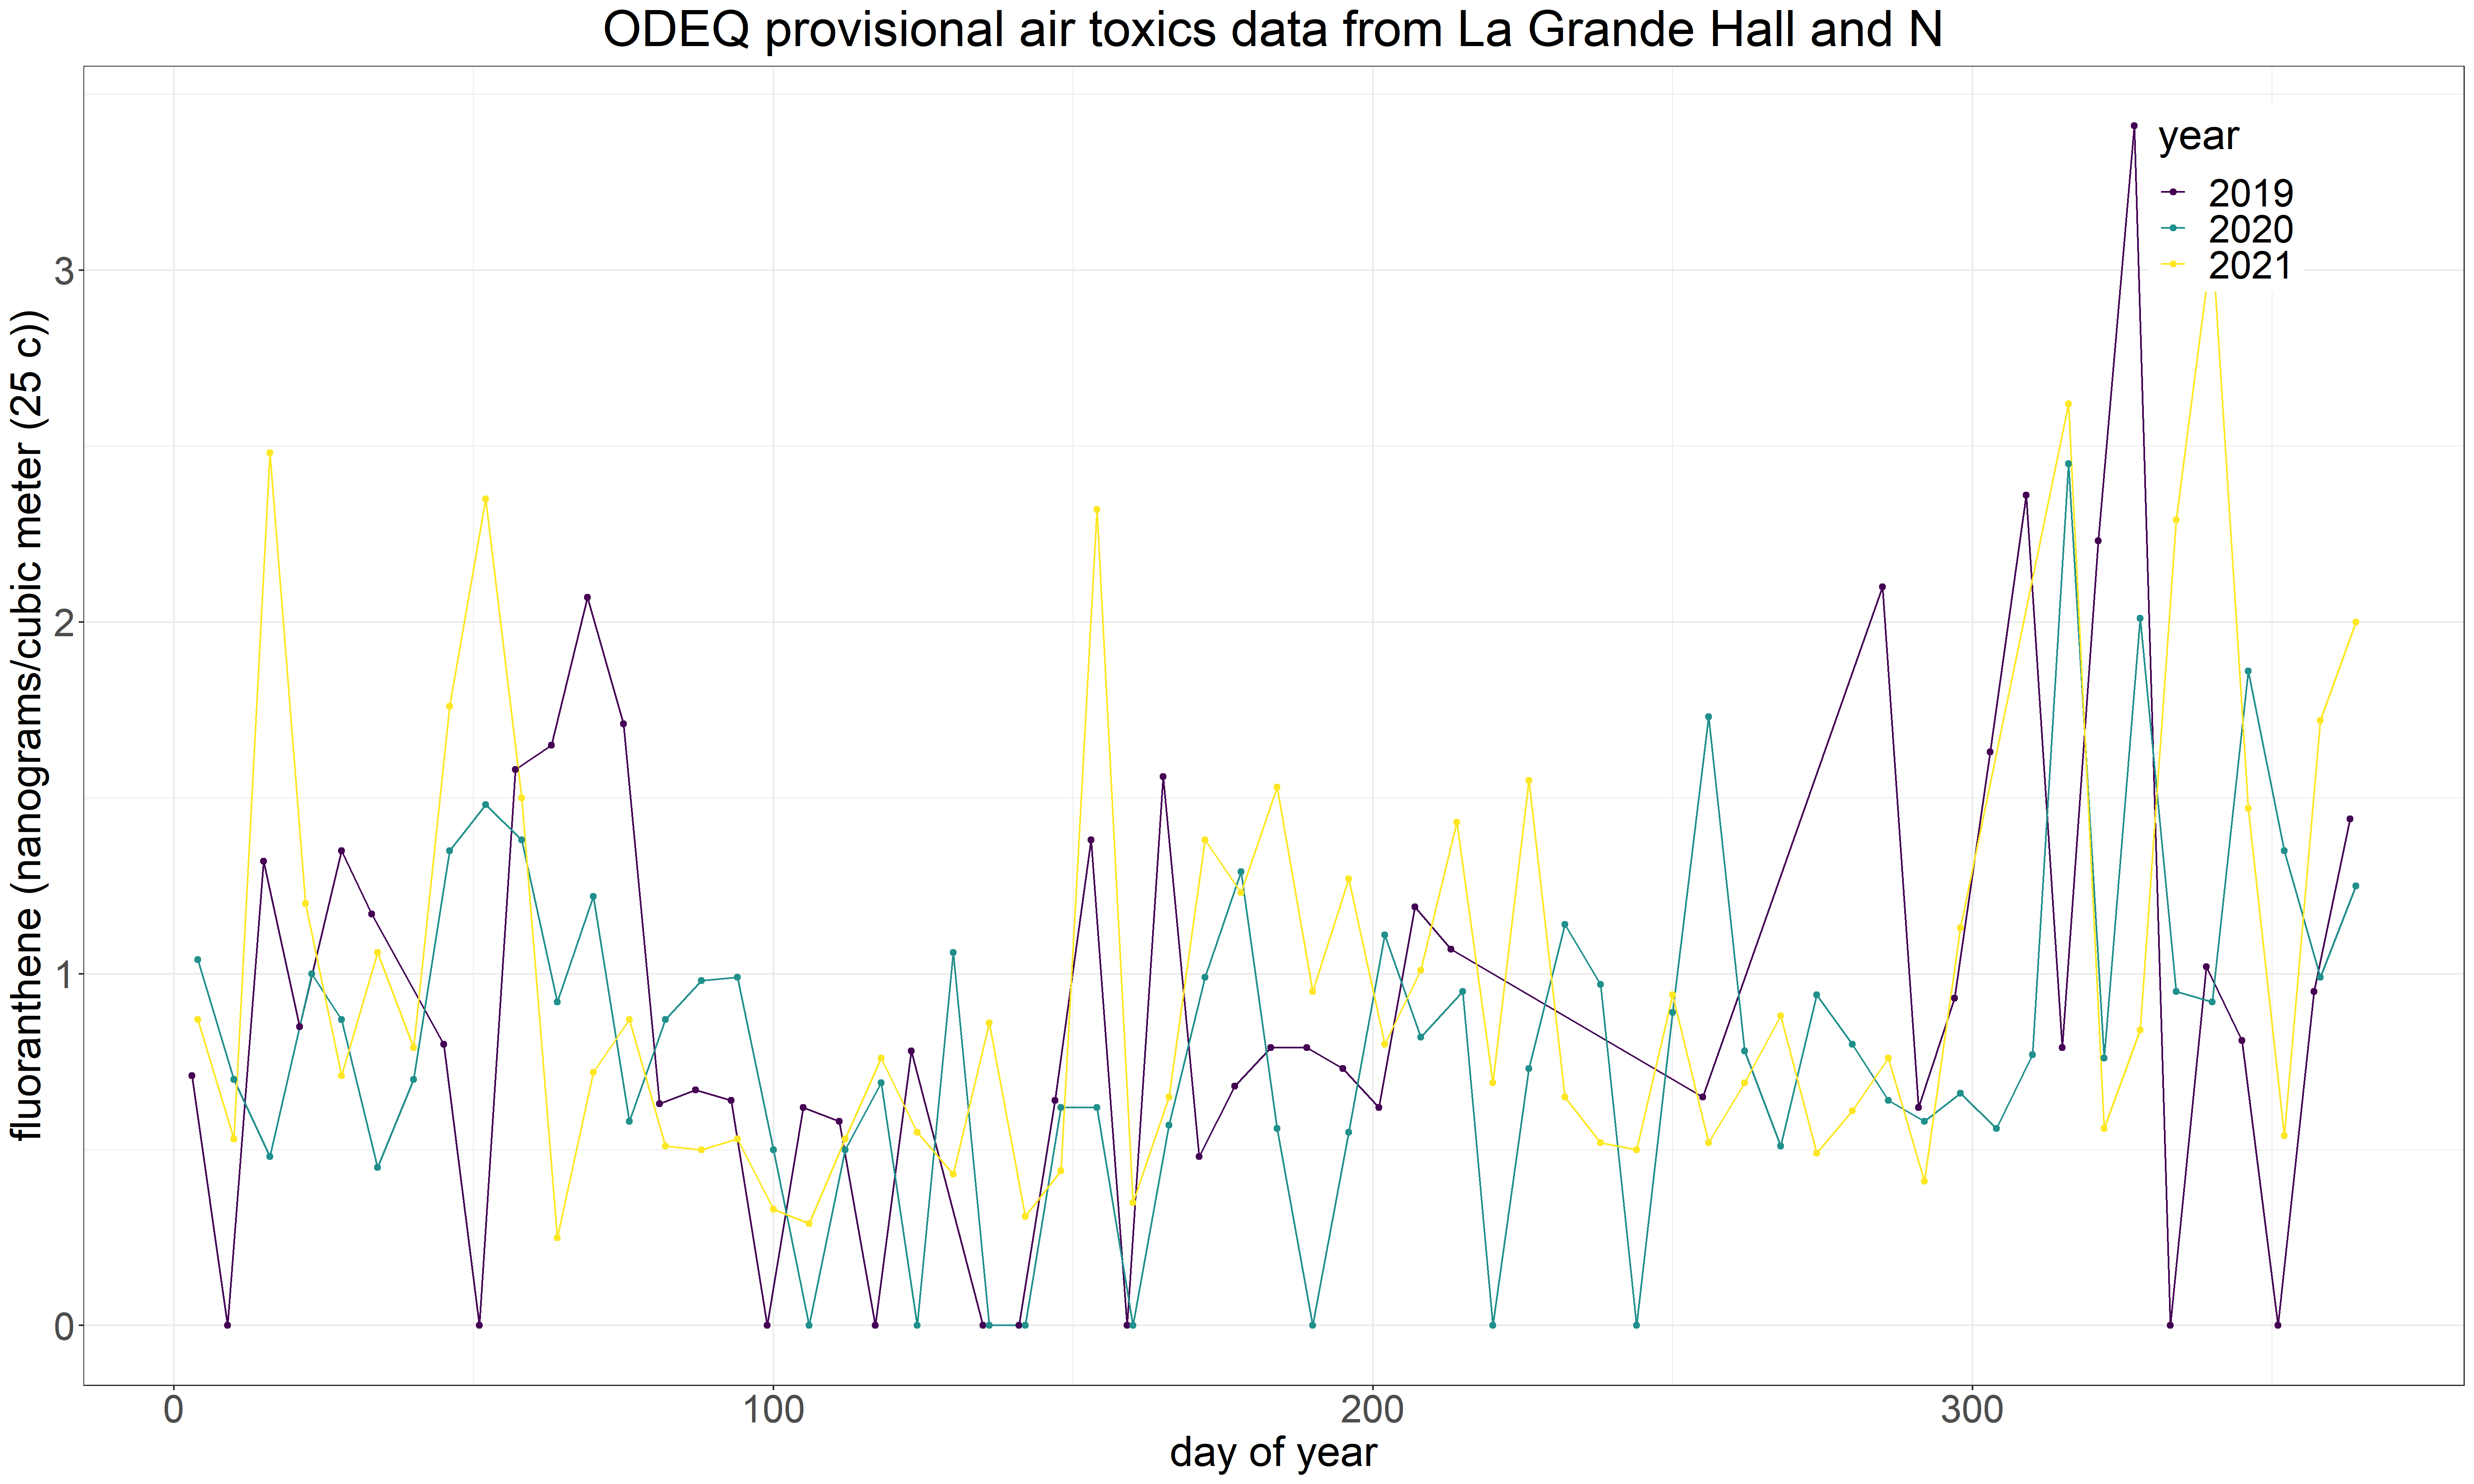 ODEQ provisional air toxics data from La Grande Hall and N
fluoranthene (nanograms/cubic meter (25 c))
3
2
1
0
year
2019
2020
2021
0 100 200 300
day of year